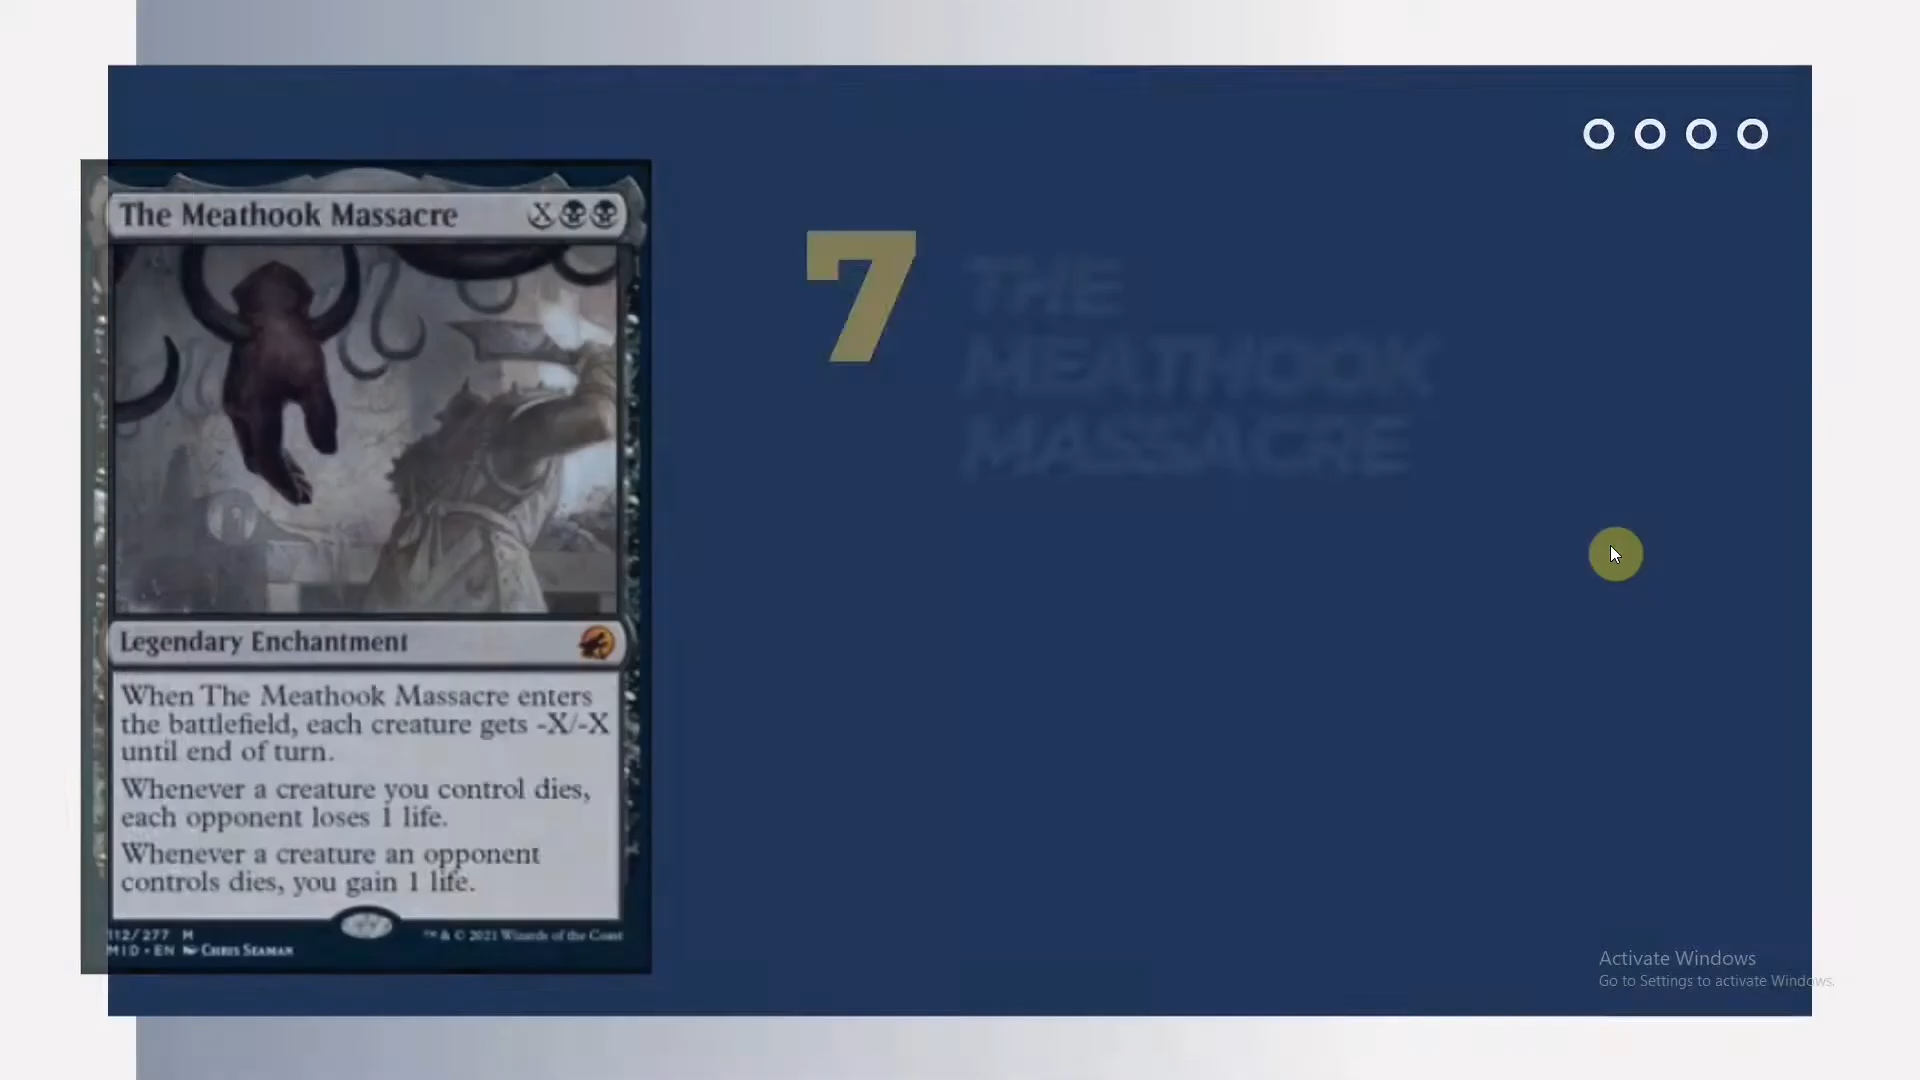 The Meathook Massacre X
7
THE
MEATHOOK
MASSACRE
Legendary Enchantment
When The Meathook Massacre enters
the battlefield, each creature gets -X/-X
until end of turn.
Whenever a creature you control dies,
each opponent loses 1 life.
Whenever a creature an opponent
controls dies, you gain 1 life.
112/277 M
MID • EN Chris Seaman
™ & © 2021 Wizards of the Coast
Activate Windows
Go to Settings to activate Windows.